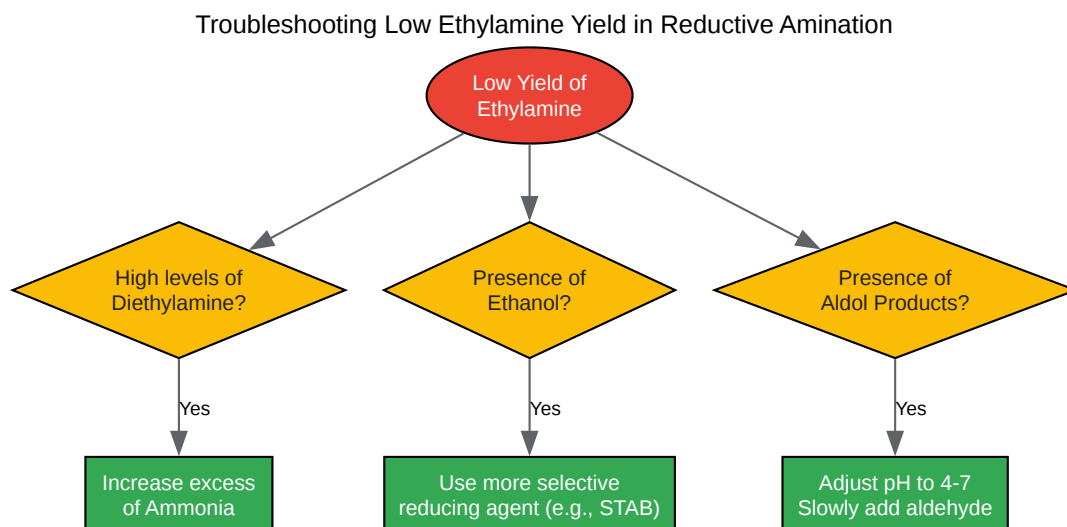 Troubleshooting Low Ethylamine Yield in Reductive Amination
Low Yield of
Ethylamine
High levels of
Diethylamine?
Presence of
Ethanol?
Presence of
Aldol Products?
Yes
Yes
Yes
Increase excess
of Ammonia
Use more selective
reducing agent (e.g., STAB)
Adjust pH to 4-7
Slowly add aldehyde